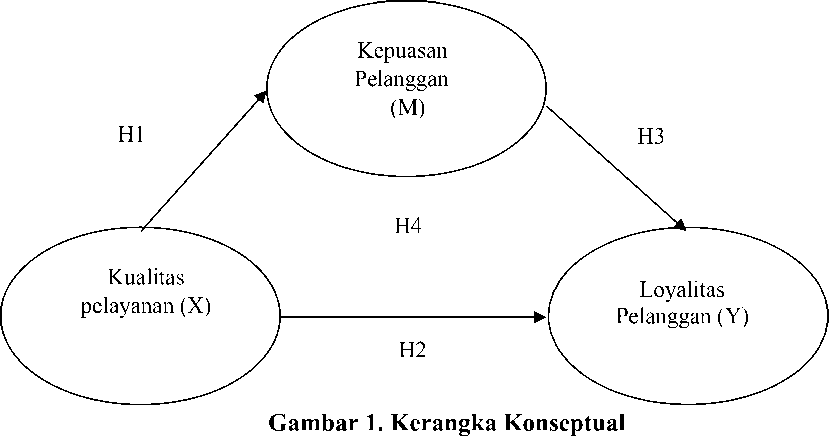 Kepuasan
Pelanggan
(M)
H1
H3
H4
Kualitas
pelayanan (X)
Loyalitas
Pelanggan (Y)
H2
Gambar 1. Kerangka Konseptual